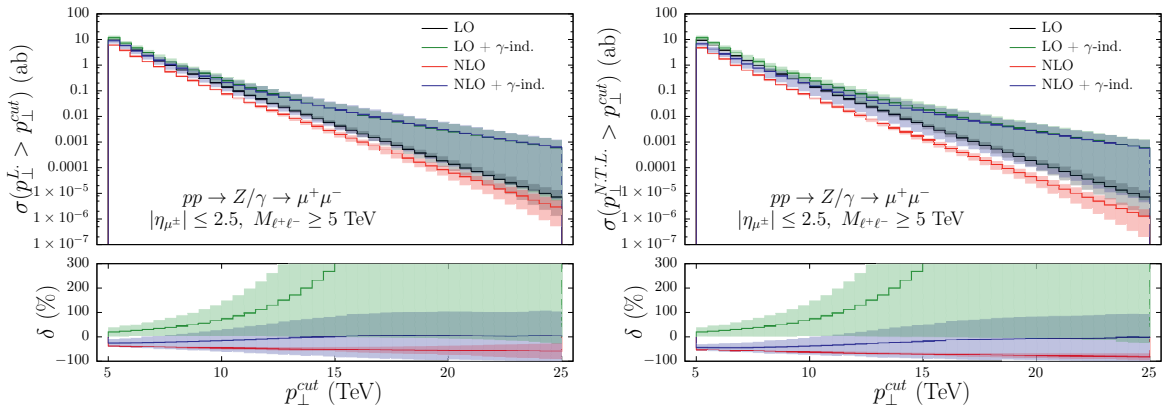 100
10
1
0.1
0.01
0.001
0.0001
1 × 10⁻⁵
1 × 10⁻⁶
1 × 10⁻⁷
σ(p⊥^L. > p⊥^cut) (ab)
LO
LO + γ-ind.
NLO
NLO + γ-ind.
pp → Z/γ → μ⁺μ⁻
|η_μ±| ≤ 2.5, M_ℓ⁺ℓ⁻ ≥ 5 TeV
300
200
100
0
−100
δ (%)
5 10 15 20 25
p⊥^cut (TeV)
100
10
1
0.1
0.01
0.001
0.0001
1 × 10⁻⁵
1 × 10⁻⁶
1 × 10⁻⁷
σ(p⊥^N.T.L. > p⊥^cut) (ab)
LO
LO + γ-ind.
NLO
NLO + γ-ind.
pp → Z/γ → μ⁺μ⁻
|η_μ±| ≤ 2.5, M_ℓ⁺ℓ⁻ ≥ 5 TeV
300
200
100
0
−100
δ (%)
5 10 15 20 25
p⊥^cut (TeV)